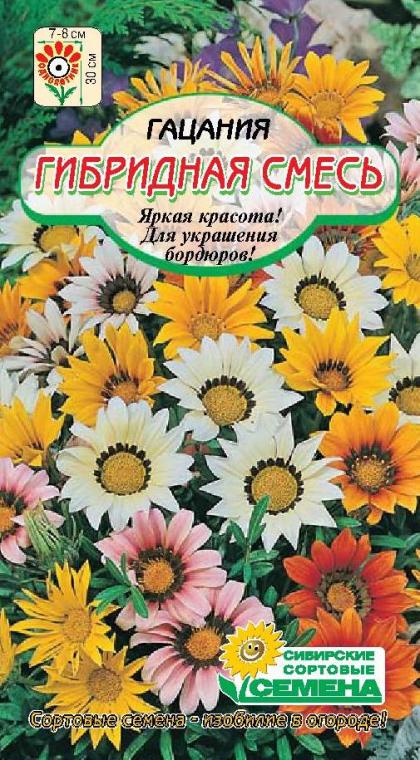 7-8 см
ОДНОЛЕТНИК
30 см
ГАЦАНИЯ
ГИБРИДНАЯ СМЕСЬ
Яркая красота!
Для украшения
бордюров!
СИБИРСКИЕ
СОРТОВЫЕ
СЕМЕНА
Сортовые семена - изобилие в огороде!